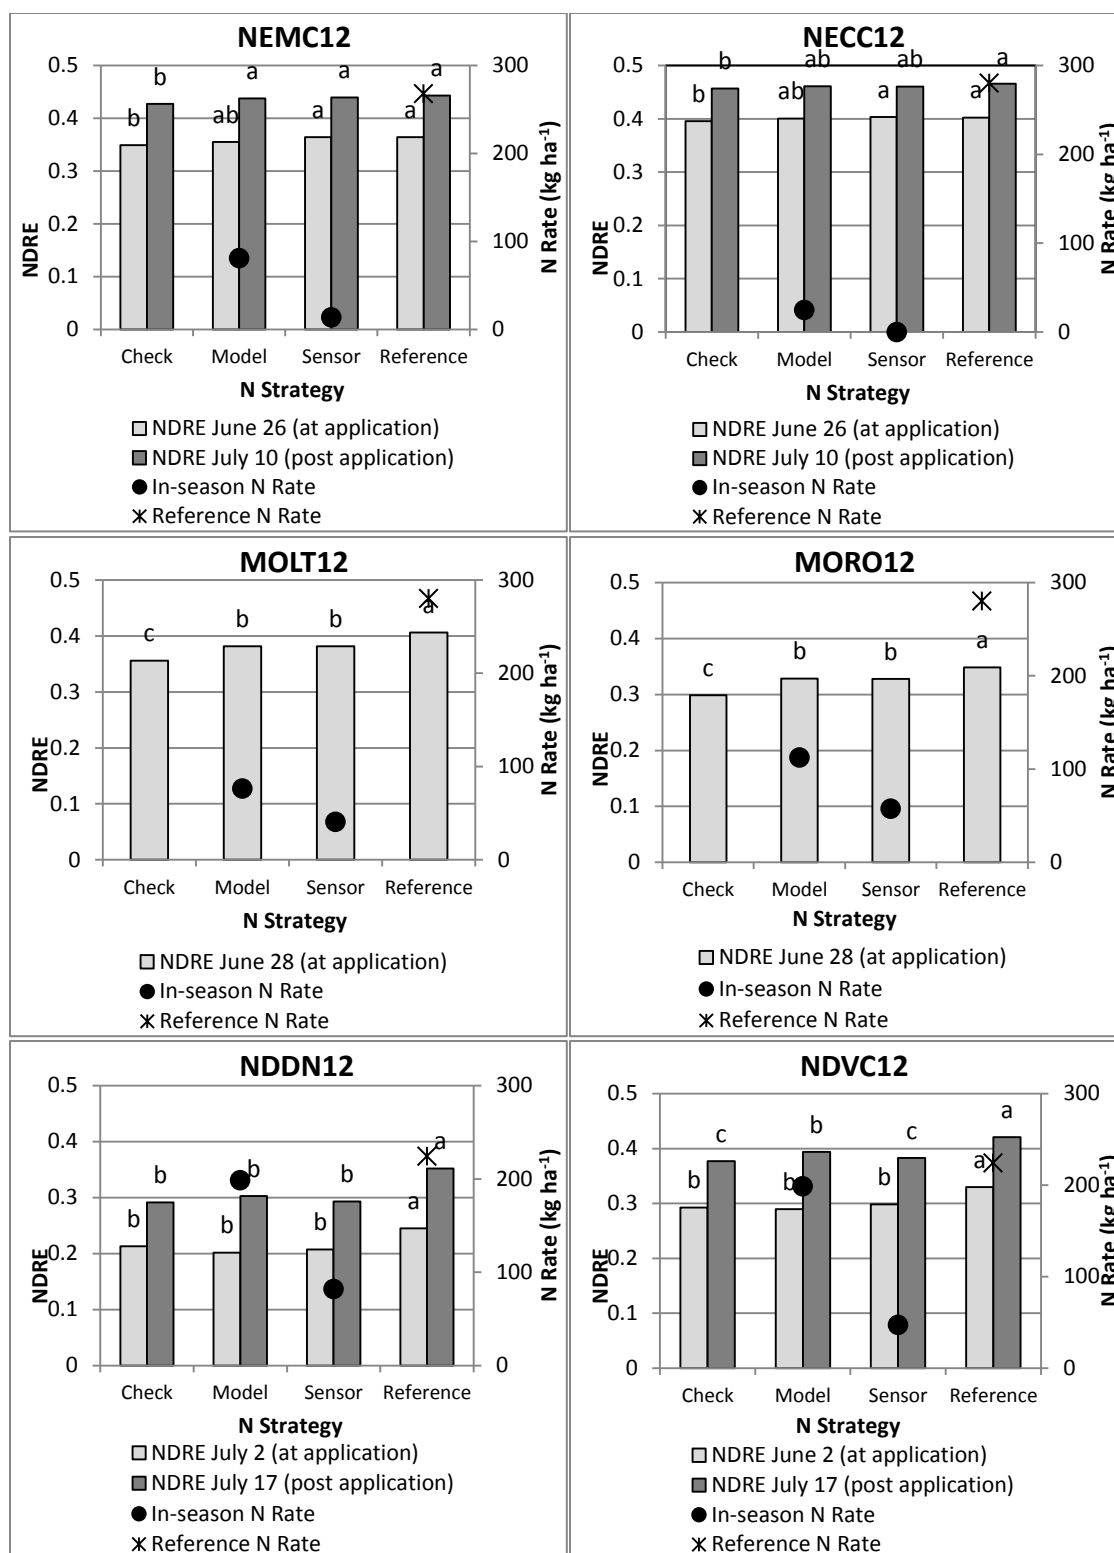 NEMC12
b a a a
b ab a a
0.5
0.4
0.3
0.2
0.1
0
NDRE
300
200
100
0
N Rate (kg ha-1)
Check Model Sensor Reference
N Strategy
NDRE June 26 (at application)
NDRE July 10 (post application)
In-season N Rate
Reference N Rate
NECC12
b ab ab a
b ab a a
0.5
0.4
0.3
0.2
0.1
0
NDRE
300
200
100
0
N Rate (kg ha-1)
Check Model Sensor Reference
N Strategy
NDRE June 26 (at application)
NDRE July 10 (post application)
In-season N Rate
Reference N Rate
MOLT12
c b b a
0.5
0.4
0.3
0.2
0.1
0
NDRE
300
200
100
0
N Rate (kg ha-1)
Check Model Sensor Reference
N Strategy
NDRE June 28 (at application)
In-season N Rate
Reference N Rate
MORO12
c b b a
0.5
0.4
0.3
0.2
0.1
0
NDRE
300
200
100
0
N Rate (kg ha-1)
Check Model Sensor Reference
N Strategy
NDRE June 28 (at application)
In-season N Rate
Reference N Rate
NDDN12
b b b a
b b b a
0.5
0.4
0.3
0.2
0.1
0
NDRE
300
200
100
0
N Rate (kg ha-1)
Check Model Sensor Reference
N Strategy
NDRE July 2 (at application)
NDRE July 17 (post application)
In-season N Rate
Reference N Rate
NDVC12
c b c a
b b b a
0.5
0.4
0.3
0.2
0.1
0
NDRE
300
200
100
0
N Rate (kg ha-1)
Check Model Sensor Reference
N Strategy
NDRE June 2 (at application)
NDRE July 17 (post application)
In-season N Rate
Reference N Rate